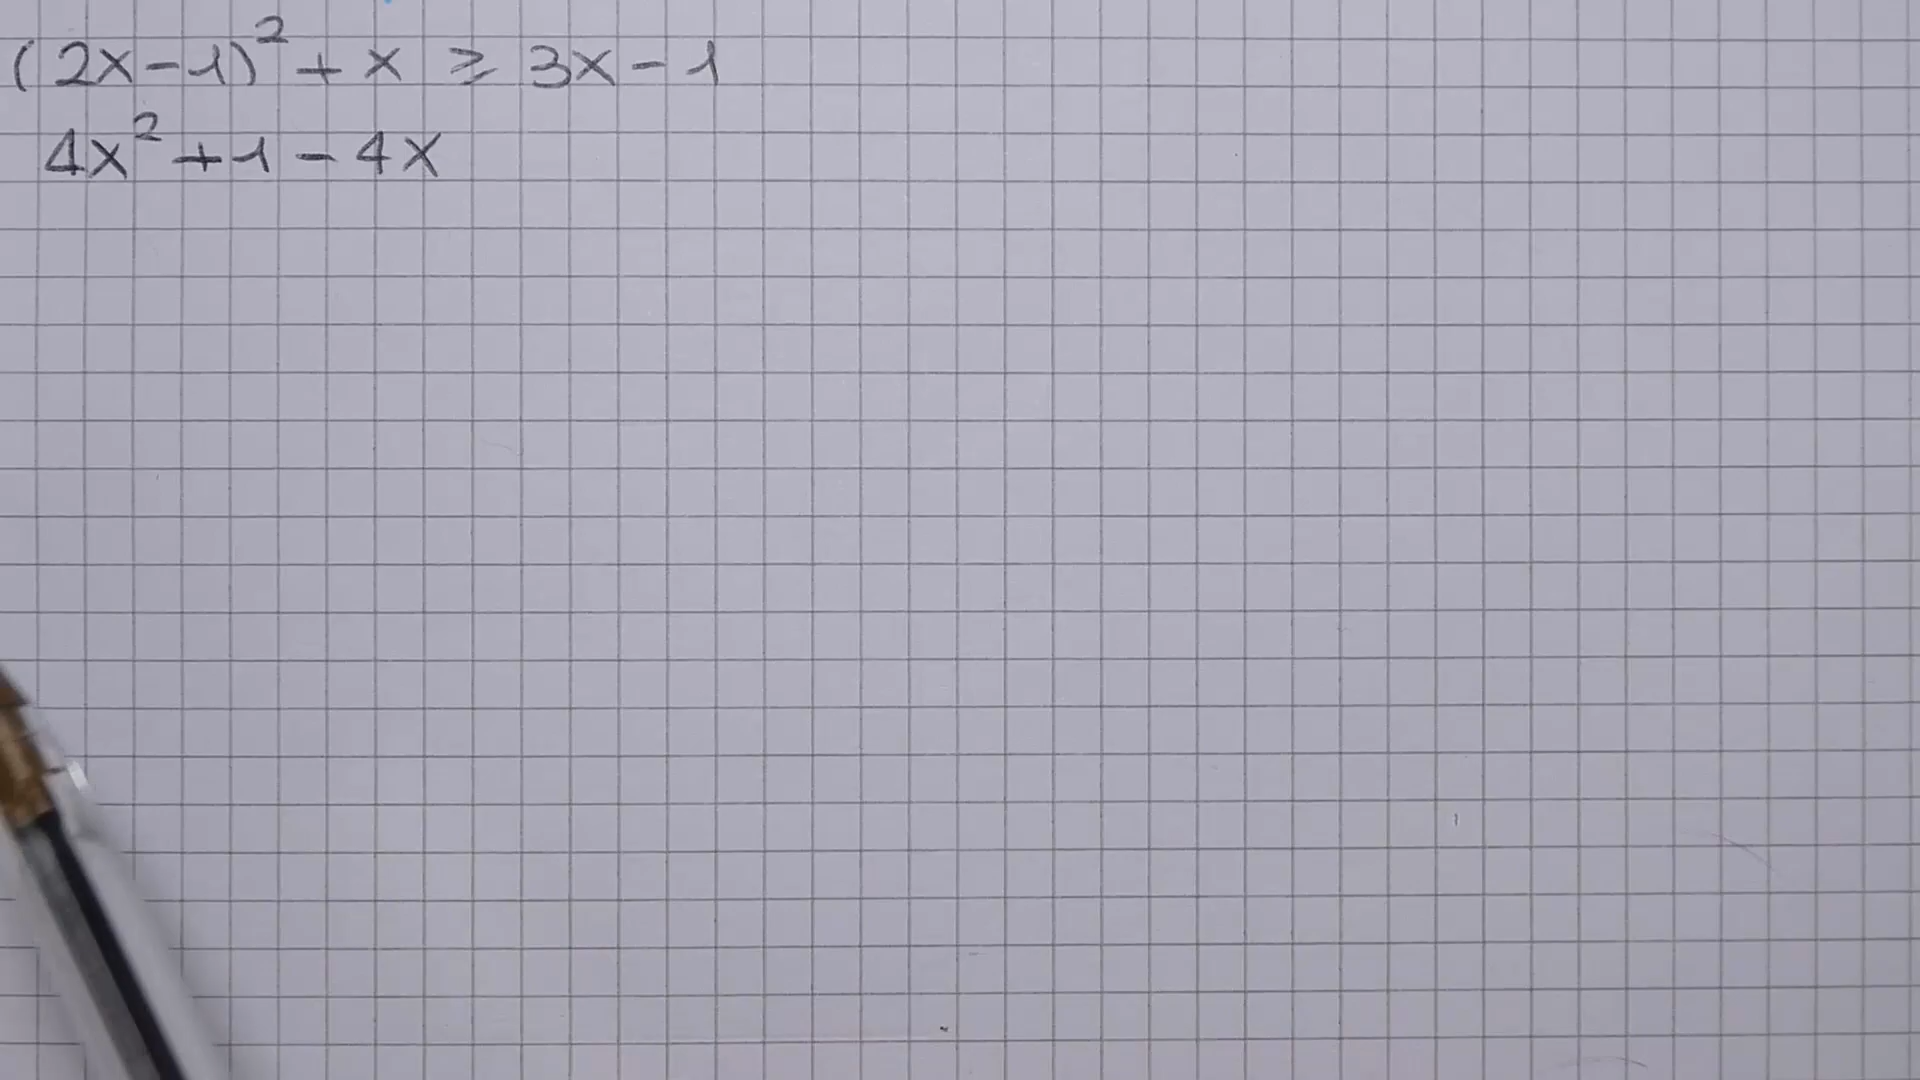 (2x-1)² + x ≥ 3x - 1
4x² + 1 - 4x